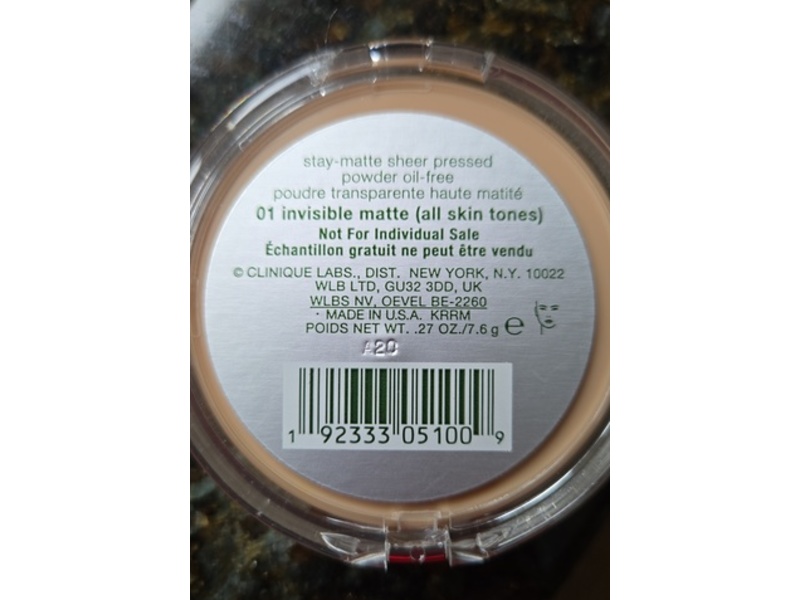 stay-matte sheer pressed
powder oil-free
poudre transparente haute matité
01 invisible matte (all skin tones)
Not For Individual Sale
Échantillon gratuit ne peut être vendu
© CLINIQUE LABS., DIST. NEW YORK, N.Y. 10022
WLB LTD, GU32 3DD, UK
WLBS NV, OEVEL BE-2260
· MADE IN U.S.A. KRRM
POIDS NET WT. .27 OZ./7.6 g ℮
A20
1 92333 05100 9